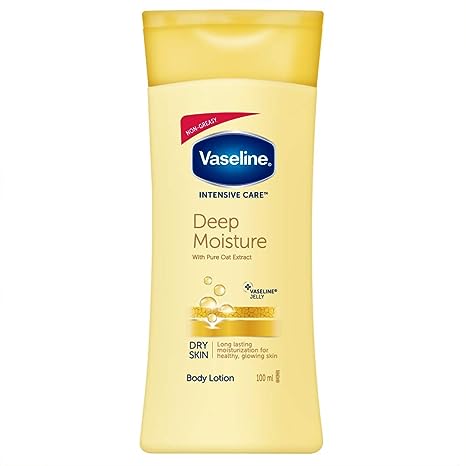 NON-GREASY
Vaseline®
INTENSIVE CARE™
Deep
Moisture
With Pure Oat Extract
VASELINE®
JELLY
DRY
SKIN
Long lasting
moisturization for
healthy, glowing skin
Body Lotion
100 ml